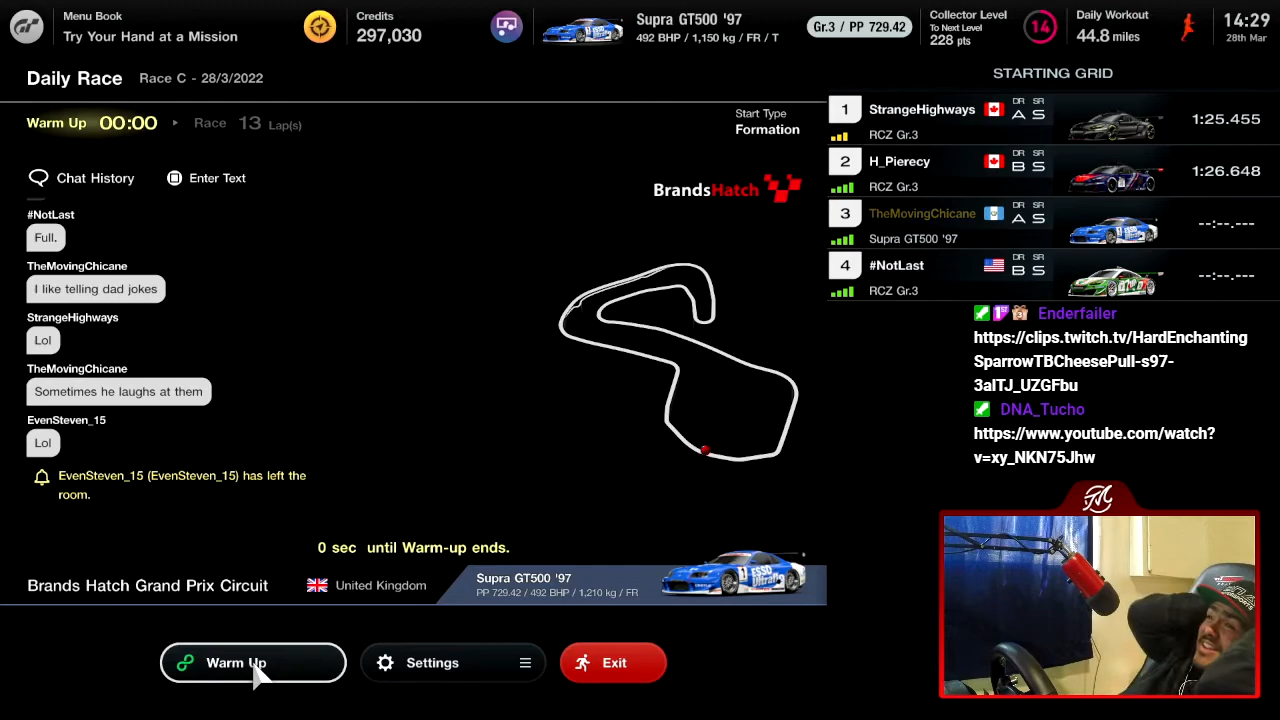 Menu Book
Try Your Hand at a Mission
Credits
297,030
Supra GT500 '97
492 BHP / 1,150 kg / FR / T
Gr.3 / PP 729.42
Collector Level
To Next Level
228 pts
14
Daily Workout
44.8 miles
14:29
28th Mar
Daily Race
Race C - 28/3/2022
Warm Up 00:00 Race 13 Lap(s)
Start Type
Formation
Chat History
Enter Text
BrandsHatch
#NotLast
Full.
TheMovingChicane
I like telling dad jokes
StrangeHighways
Lol
TheMovingChicane
Sometimes he laughs at them
EvenSteven_15
Lol
EvenSteven_15 (EvenSteven_15) has left the
room.
0 sec until Warm-up ends.
Brands Hatch Grand Prix Circuit
United Kingdom
Supra GT500 '97
PP 729.42 / 492 BHP / 1,210 kg / FR
Warm Up
Settings
Exit
STARTING GRID
1 StrangeHighways DR A SR S 1:25.455
RCZ Gr.3
2 H_Pierecy DR B SR S 1:26.648
RCZ Gr.3
3 TheMovingChicane DR A SR S --:--.---
Supra GT500 '97
4 #NotLast DR B SR S --:--.---
RCZ Gr.3
Enderfailer
https://clips.twitch.tv/HardEnchanting
SparrowTBCheesePull-s97-
3aITJ_UZGFbu
DNA_Tucho
https://www.youtube.com/watch?
v=xy_NKN75Jhw